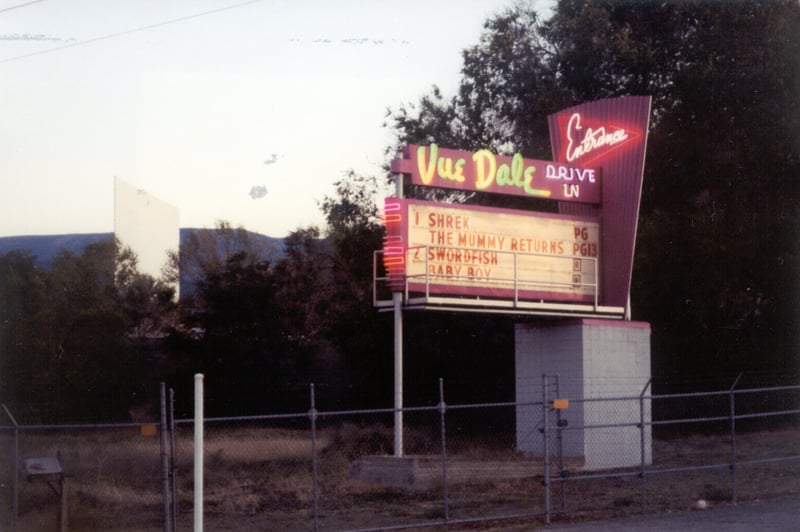 Entrance
Vue Dale DRIVE IN
1 SHREK PG
THE MUMMY RETURNS PG13
2 SWORDFISH R
BABY BOY R